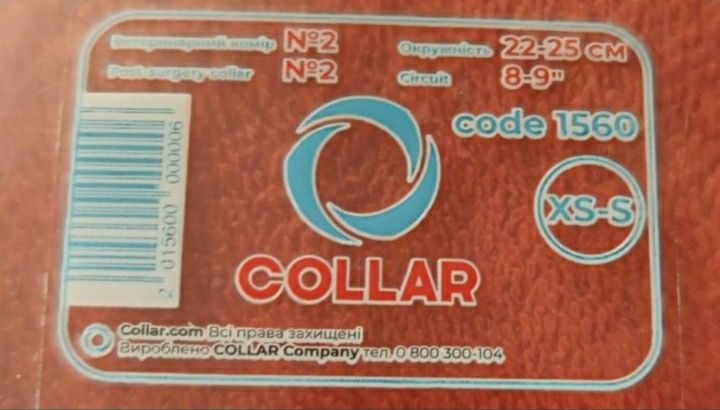 Ветеринарний комір №2
Post-surgery collar №2
Окружність 22-25 см
Circuit 8-9"
code 1560
XS-S
2 015600 000006
COLLAR
Collar.com Всі права захищені
Вироблено COLLAR Company тел. 0 800 300-104